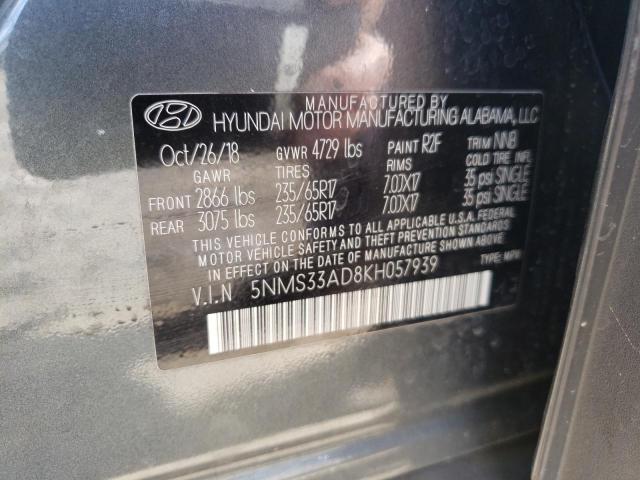 MANUFACTURED BY
HYUNDAI MOTOR MANUFACTURING ALABAMA, LLC
Oct/26/18 GVWR 4729 lbs PAINT R2F TRIM NNB
GAWR TIRES RIMS COLD TIRE INFL.
FRONT 2866 lbs 235/65R17 7.0JX17 35 psi SINGLE
REAR 3075 lbs 235/65R17 7.0JX17 35 psi SINGLE
THIS VEHICLE CONFORMS TO ALL APPLICABLE U.S.A. FEDERAL
MOTOR VEHICLE SAFETY AND THEFT PREVENTION STANDARDS
IN EFFECT ON THE DATE OF MANUFACTURE SHOWN ABOVE.
V.I.N 5NMS33AD8KH057939 TYPE: MPV